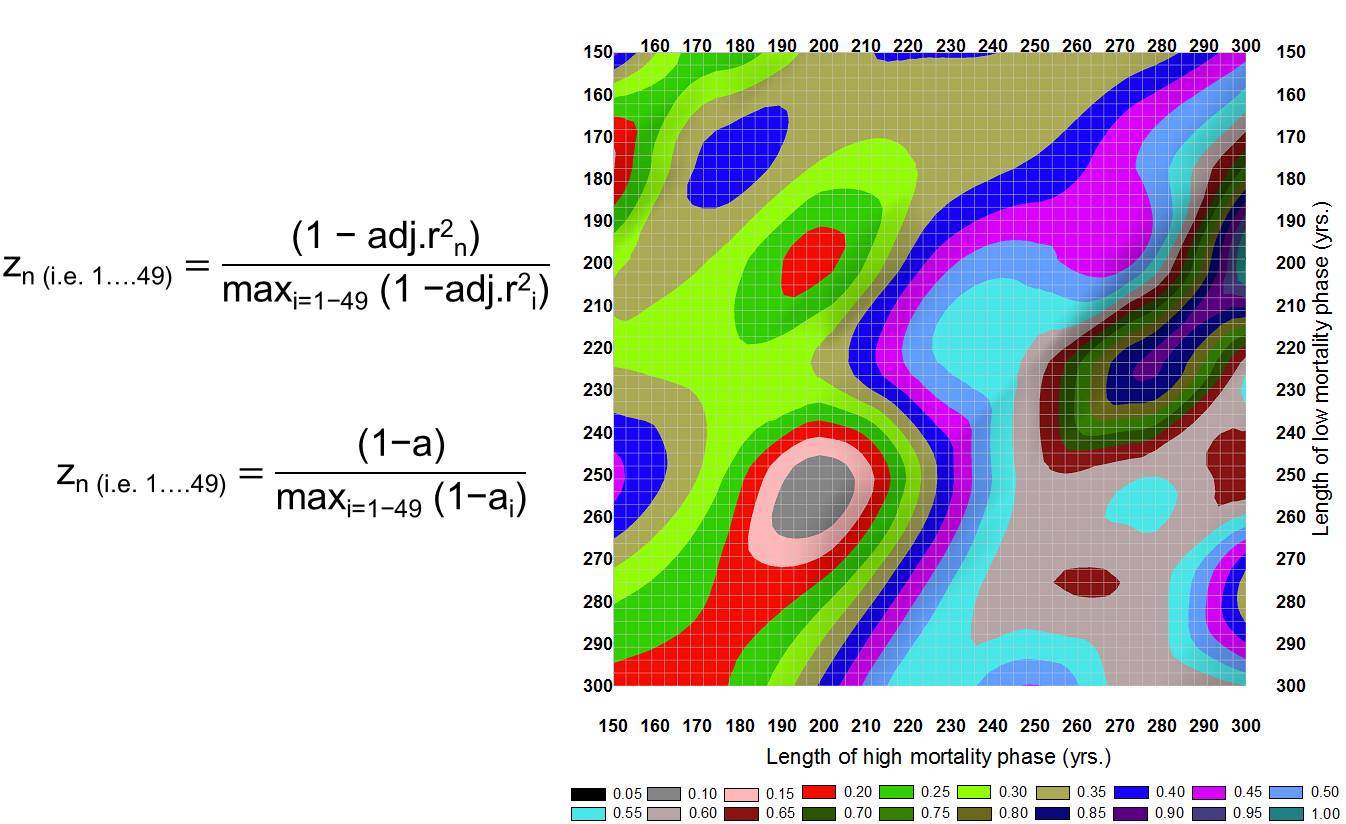 z_n (i.e. 1….49) = (1 − adj.r²_n) / max_i=1−49 (1 −adj.r²_i)
z_n (i.e. 1….49) = (1−a) / max_i=1−49 (1−a_i)
160 170 180 190 200 210 220 230 240 250 260 270 280 290 300
150 150
160 160
170 170
180 180
190 190
200 200
210 210
220 220
230 230
240 240
250 250
260 260
270 270
280 280
290 290
300 300
Length of low mortality phase (yrs.)
150 160 170 180 190 200 210 220 230 240 250 260 270 280 290 300
Length of high mortality phase (yrs.)
0.05 0.10 0.15 0.20 0.25 0.30 0.35 0.40 0.45 0.50
0.55 0.60 0.65 0.70 0.75 0.80 0.85 0.90 0.95 1.00